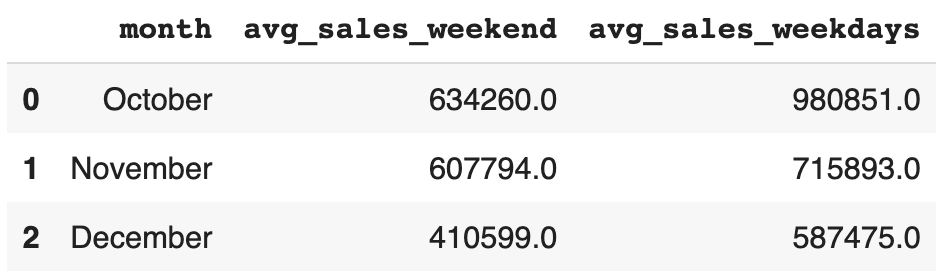 month avg_sales_weekend avg_sales_weekdays
0 October 634260.0 980851.0
1 November 607794.0 715893.0
2 December 410599.0 587475.0